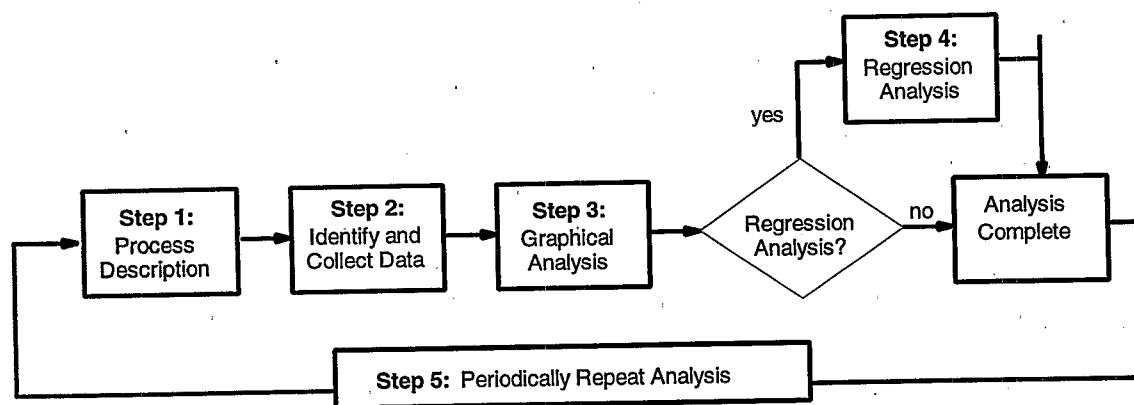 Step 1:
Process
Description
Step 2:
Identify and
Collect Data
Step 3:
Graphical
Analysis
Regression
Analysis?
yes
Step 4:
Regression
Analysis
no
Analysis
Complete
Step 5: Periodically Repeat Analysis